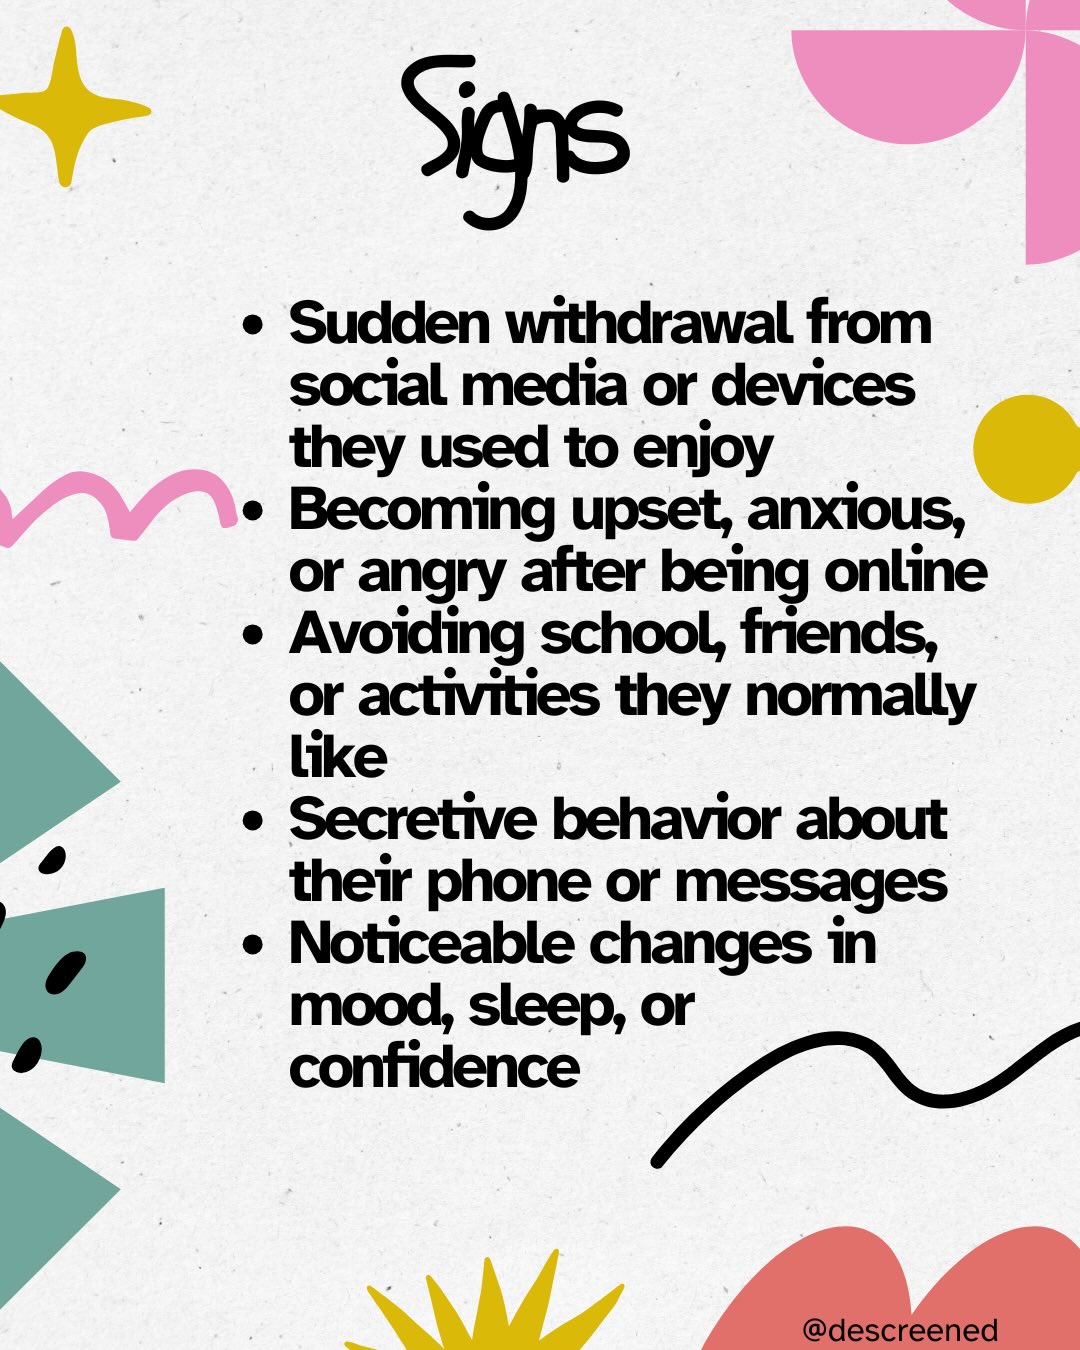 Signs
• Sudden withdrawal from
social media or devices
they used to enjoy
• Becoming upset, anxious,
or angry after being online
• Avoiding school, friends,
or activities they normally
like
• Secretive behavior about
their phone or messages
• Noticeable changes in
mood, sleep, or
confidence
@descreened